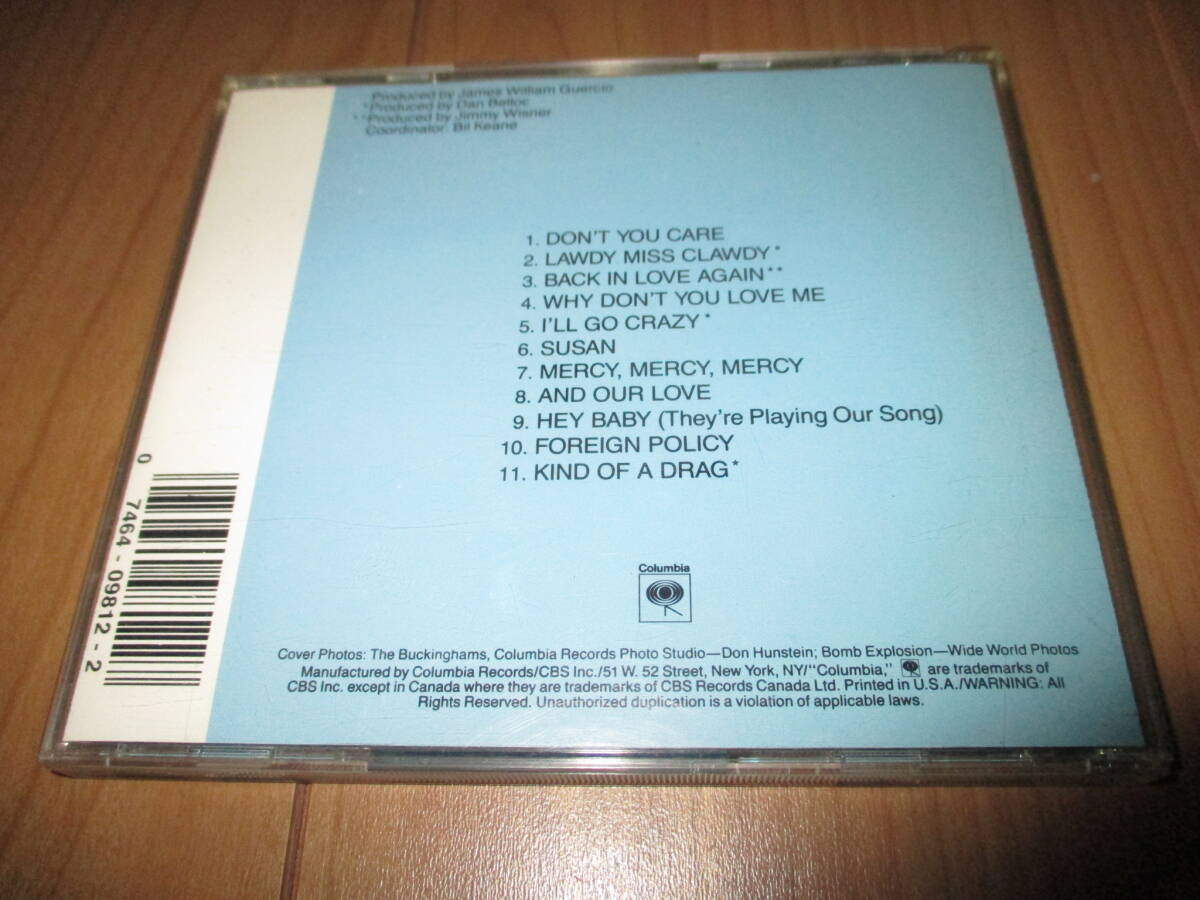 Produced by James William Guercio
*Produced by Dan Belloc
**Produced by Jimmy Wisner
Coordinator: Bil Keane
1. DON'T YOU CARE
2. LAWDY MISS CLAWDY*
3. BACK IN LOVE AGAIN**
4. WHY DON'T YOU LOVE ME
5. I'LL GO CRAZY*
6. SUSAN
7. MERCY, MERCY, MERCY
8. AND OUR LOVE
9. HEY BABY (They're Playing Our Song)
10. FOREIGN POLICY
11. KIND OF A DRAG*
0 7464-09812-2
Columbia
Cover Photos: The Buckinghams, Columbia Records Photo Studio—Don Hunstein; Bomb Explosion—Wide World Photos
Manufactured by Columbia Records/CBS Inc./51 W. 52 Street, New York, NY/"Columbia," are trademarks of
CBS Inc. except in Canada where they are trademarks of CBS Records Canada Ltd. Printed in U.S.A./WARNING: All
Rights Reserved. Unauthorized duplication is a violation of applicable laws.